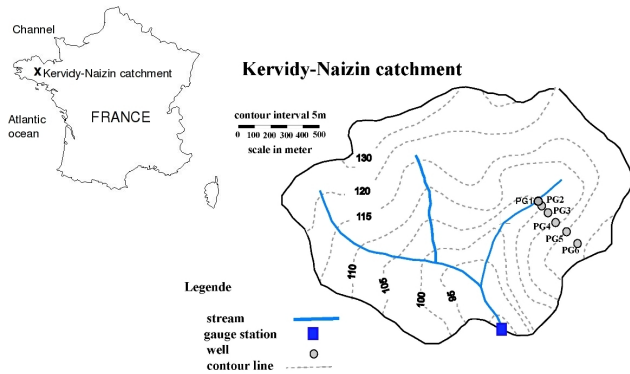 Channel
X Kervidy-Naizin catchment
Atlantic
ocean
FRANCE
Kervidy-Naizin catchment
contour interval 5m
0 100 200 300 400 500
scale in meter
130
120
115
110
105
100
95
PG1
PG2
PG3
PG4
PG5
PG6
Legende
stream
gauge station
well
contour line